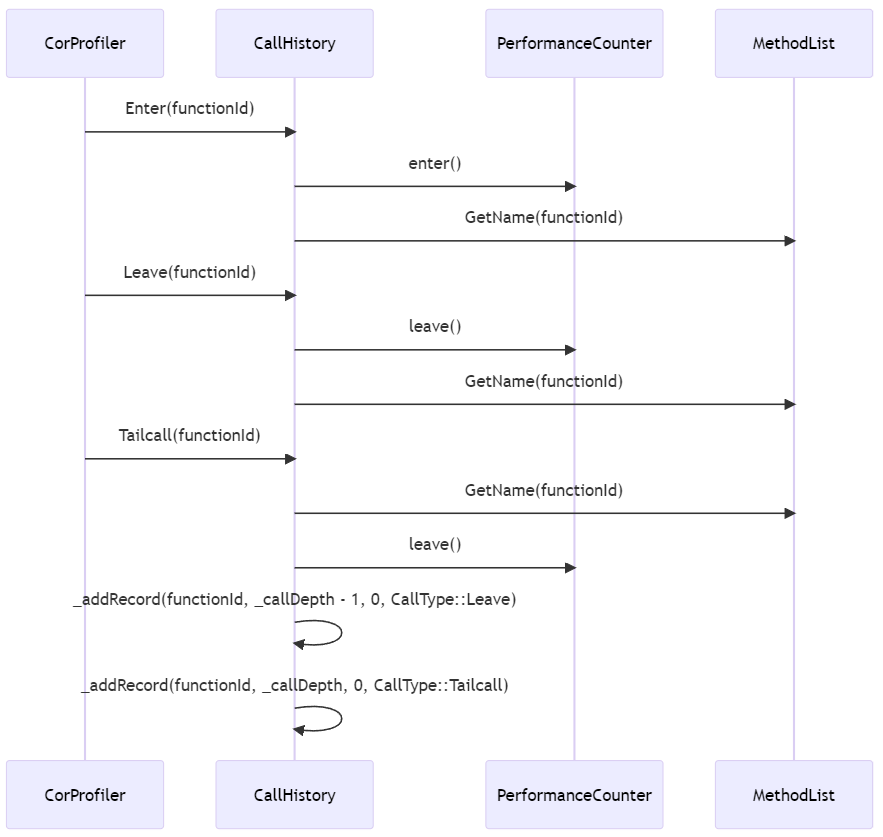 CorProfiler CallHistory PerformanceCounter MethodList
Enter(functionId)
enter()
GetName(functionId)
Leave(functionId)
leave()
GetName(functionId)
Tailcall(functionId)
GetName(functionId)
leave()
_addRecord(functionId, _callDepth - 1, 0, CallType::Leave)
_addRecord(functionId, _callDepth, 0, CallType::Tailcall)
CorProfiler CallHistory PerformanceCounter MethodList